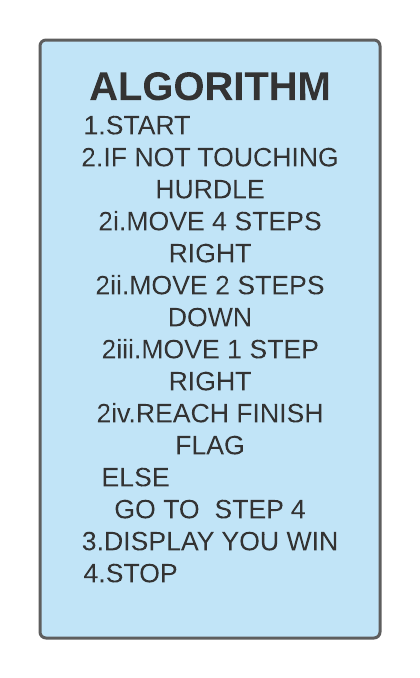 ALGORITHM
1.START
2.IF NOT TOUCHING
HURDLE
2i.MOVE 4 STEPS
RIGHT
2ii.MOVE 2 STEPS
DOWN
2iii.MOVE 1 STEP
RIGHT
2iv.REACH FINISH
FLAG
ELSE
GO TO  STEP 4
3.DISPLAY YOU WIN
4.STOP